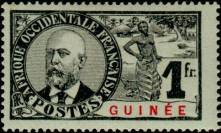 AFRIQUE OCCIDENTALE FRANÇAISE
POSTES
1 fr.
GUINÉE